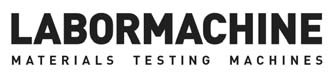 LABORMACHINE
MATERIALS TESTING MACHINES